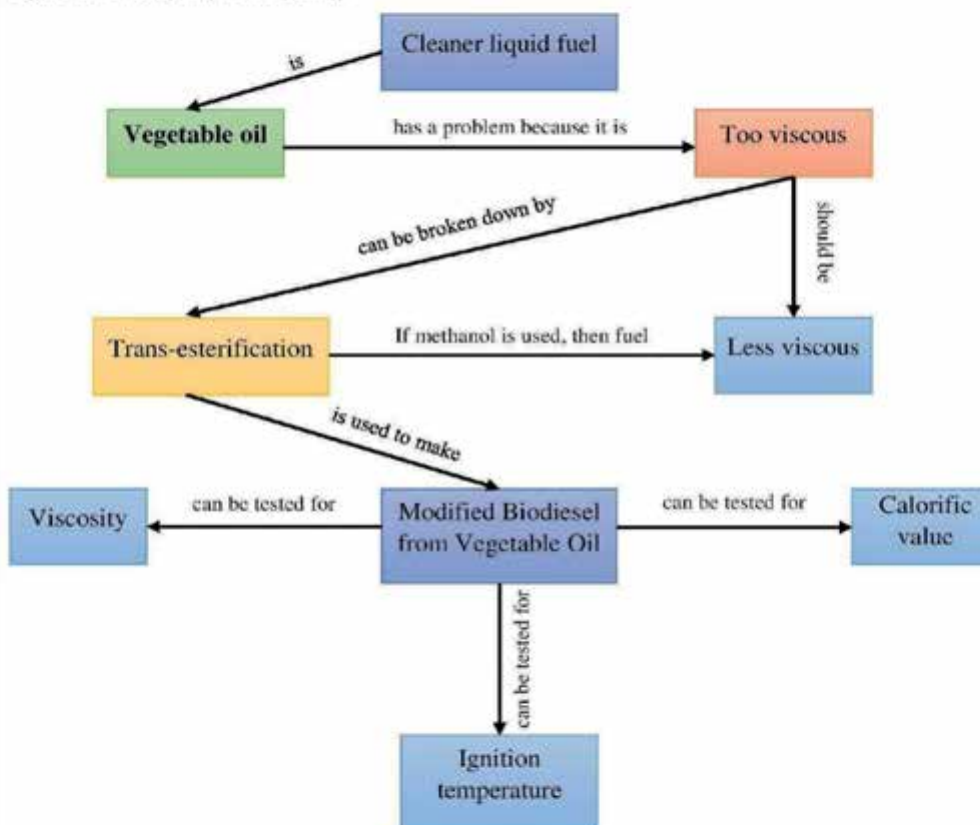 Cleaner liquid fuel
is
Vegetable oil
has a problem because it is
Too viscous
can be broken down by
should be
Trans-esterification
If methanol is used, then fuel
Less viscous
is used to make
Viscosity
can be tested for
Modified Biodiesel
from Vegetable Oil
can be tested for
Calorific
value
can be tested for
Ignition
temperature